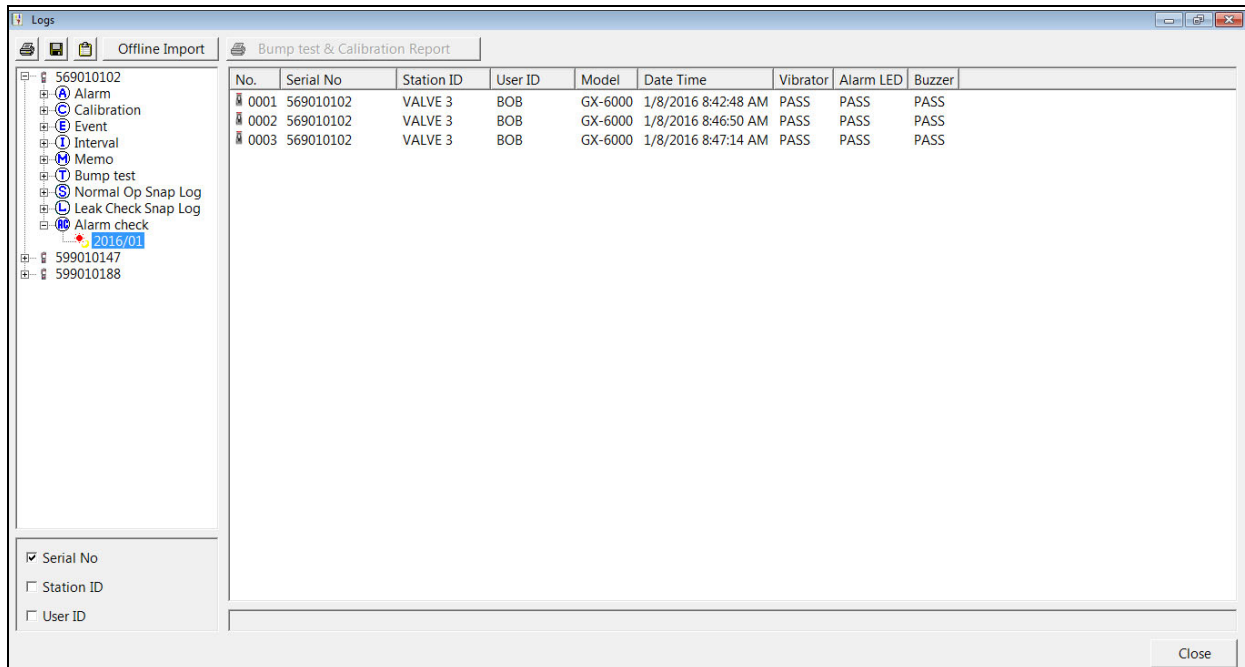 Logs
Offline Import
Bump test & Calibration Report
569010102
A Alarm
C Calibration
E Event
I Interval
M Memo
T Bump test
S Normal Op Snap Log
L Leak Check Snap Log
AC Alarm check
2016/01
599010147
599010188
Serial No
Station ID
User ID
No. Serial No Station ID User ID Model Date Time Vibrator Alarm LED Buzzer
0001 569010102 VALVE 3 BOB GX-6000 1/8/2016 8:42:48 AM PASS PASS PASS
0002 569010102 VALVE 3 BOB GX-6000 1/8/2016 8:46:50 AM PASS PASS PASS
0003 569010102 VALVE 3 BOB GX-6000 1/8/2016 8:47:14 AM PASS PASS PASS
Close